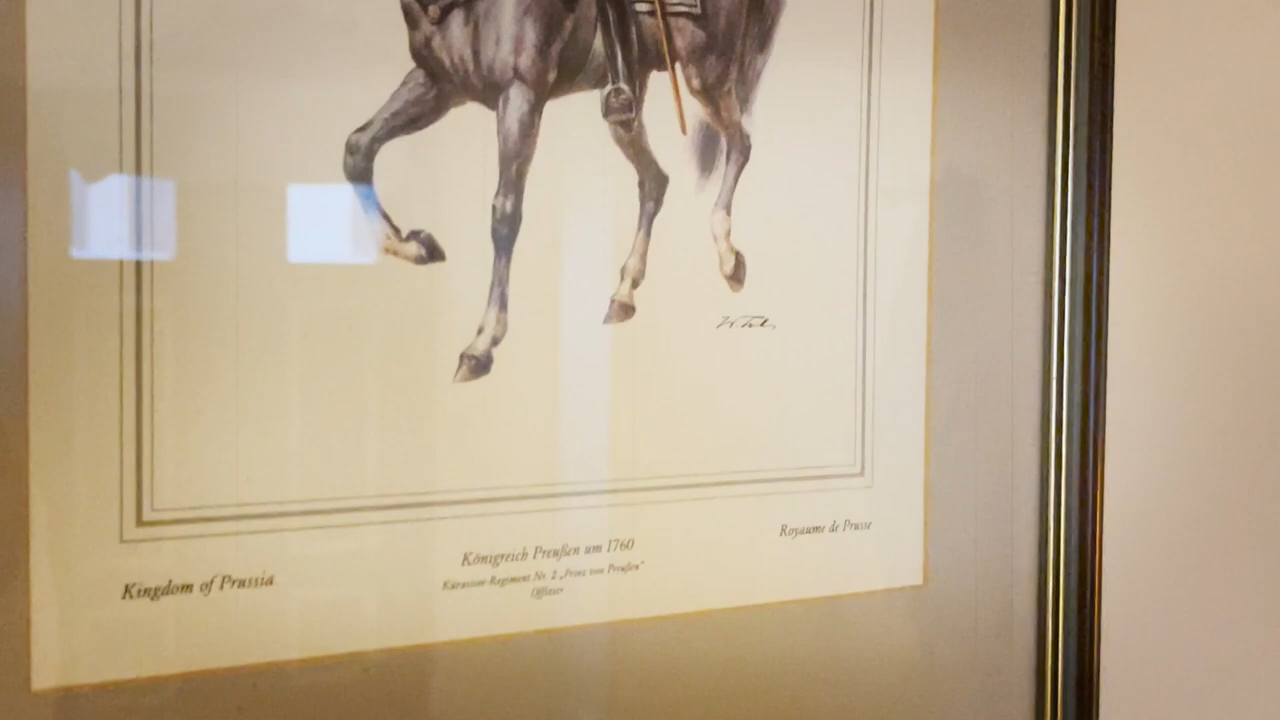 Königreich Preußen um 1760
Royaume de Prusse
Kingdom of Prussia
Kürassier-Regiment Nr. 2 „Prinz von Preußen"
Offizier